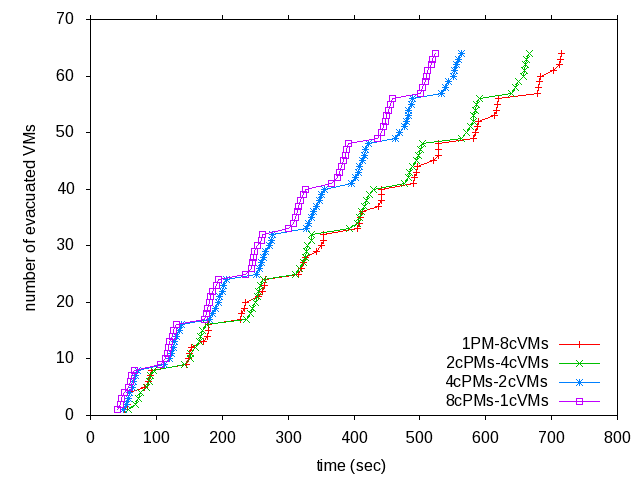 70
60
50
40
30
20
10
0
number of evacuated VMs
1PM-8cVMs
2cPMs-4cVMs
4cPMs-2cVMs
8cPMs-1cVMs
0 100 200 300 400 500 600 700 800
time (sec)